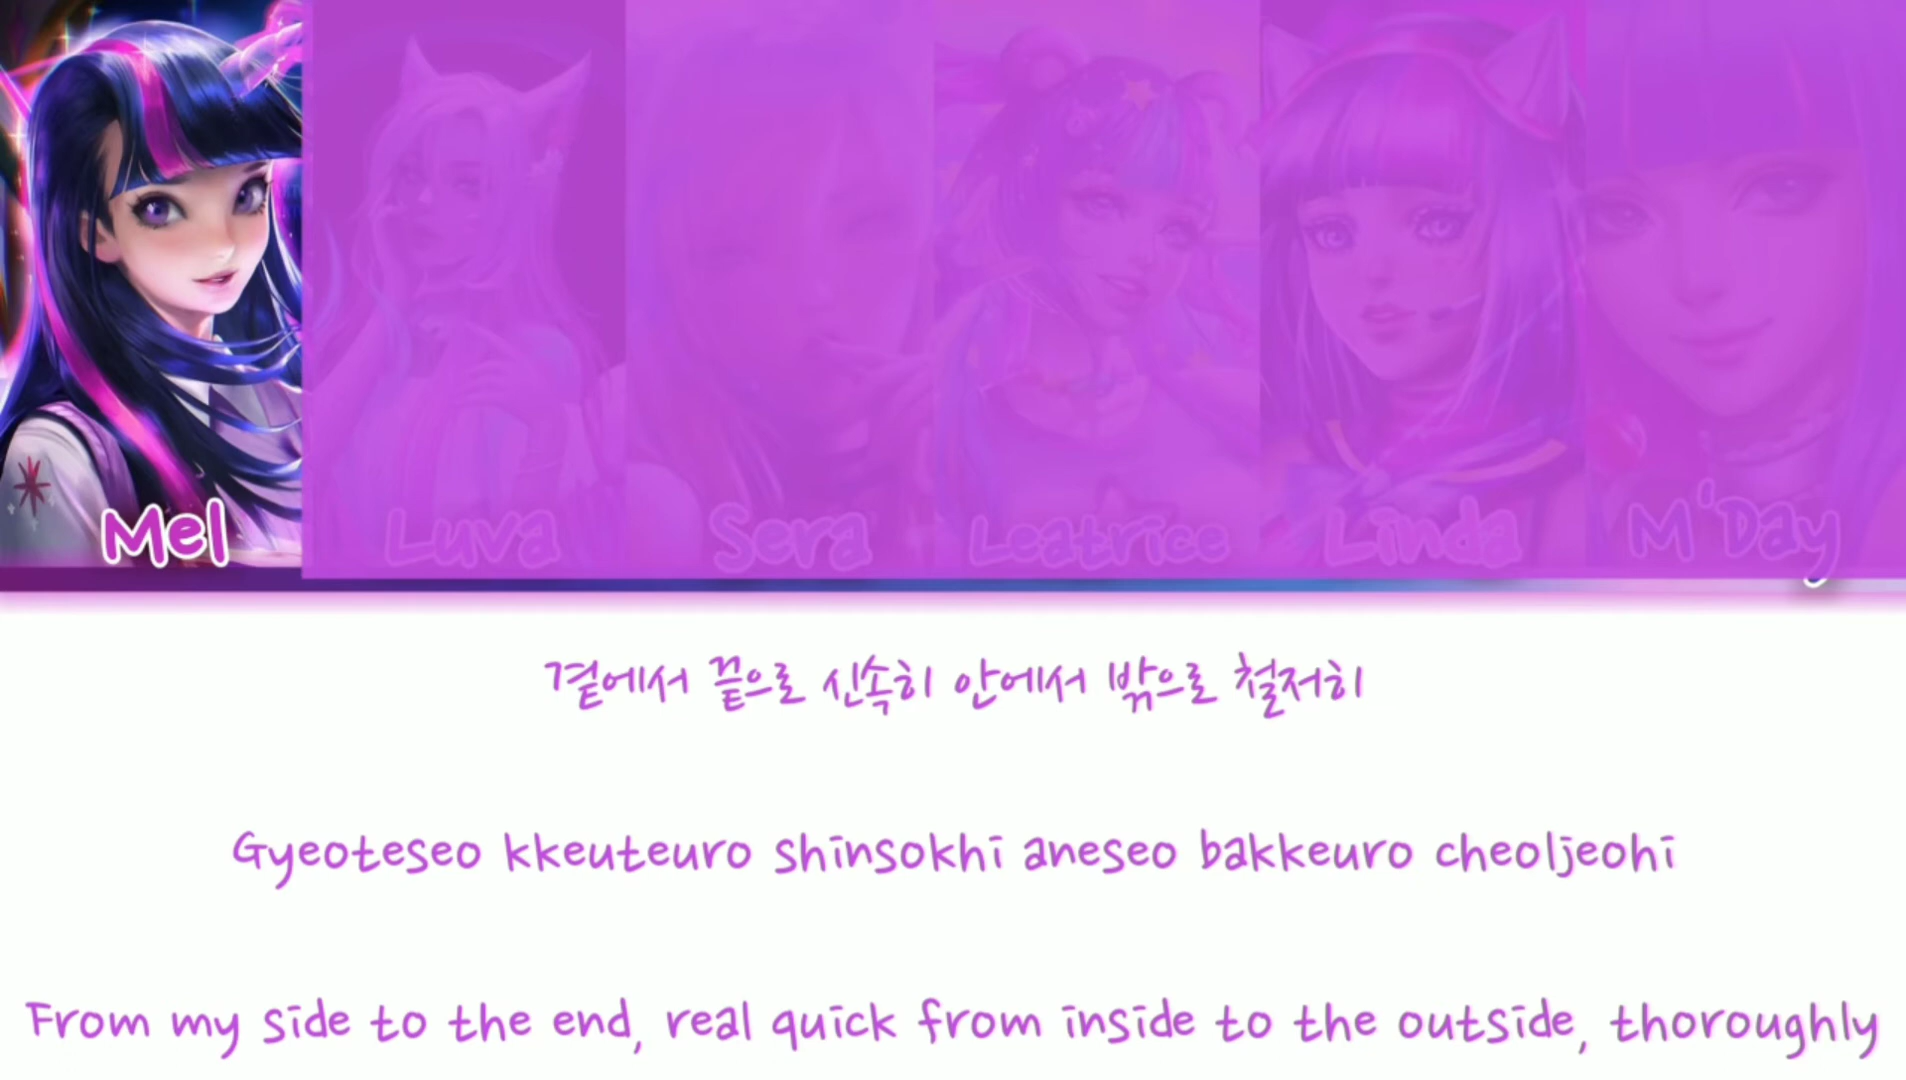 Mel Luva Sera Leatrice Linda M'Day
곁에서 끝으로 신속히 안에서 밖으로 철저히
Gyeoteseo kkeuteuro shinsokhi aneseo bakkeuro cheoljeohi
From my side to the end, real quick from inside to the outside, thoroughly